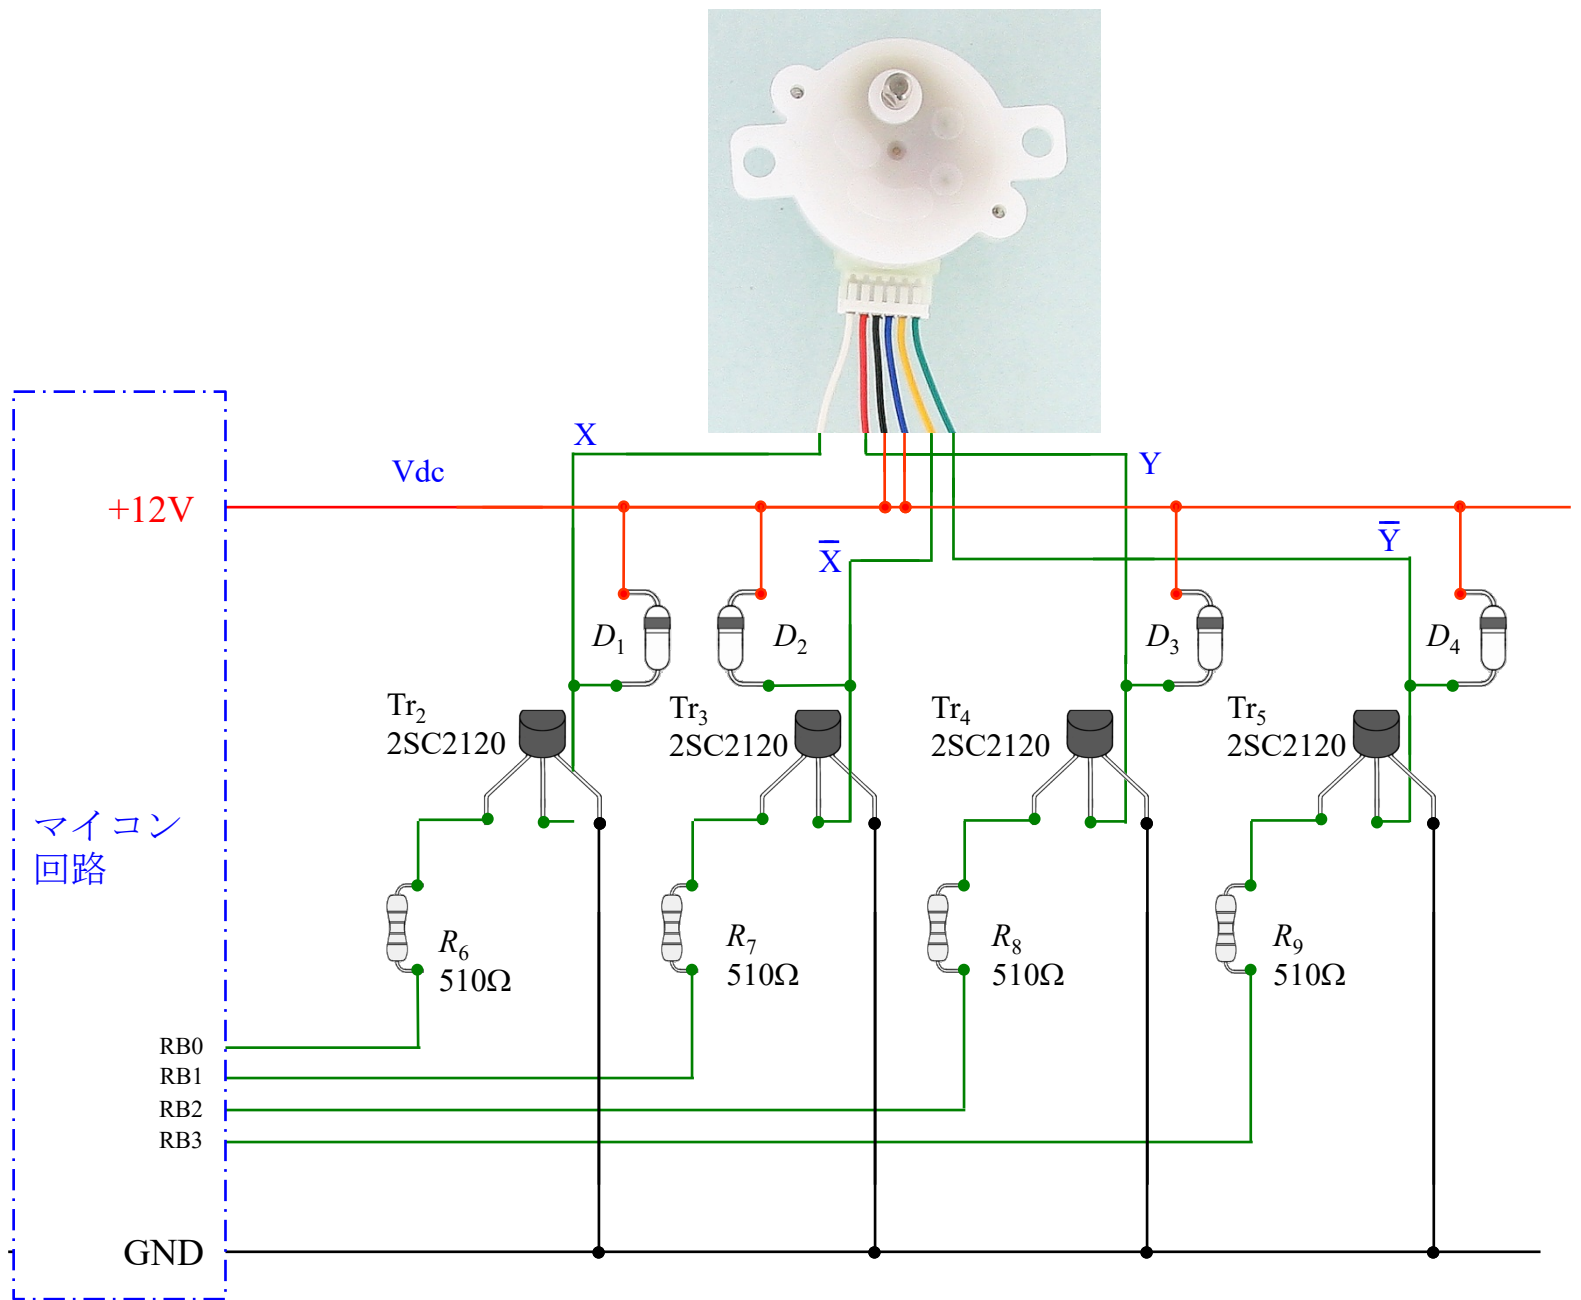 X
Vdc
Y
+12V
X̅
Y̅
D1
D2
D3
D4
Tr2
2SC2120
Tr3
2SC2120
Tr4
2SC2120
Tr5
2SC2120
マイコン
回路
R6
510Ω
R7
510Ω
R8
510Ω
R9
510Ω
RB0
RB1
RB2
RB3
GND